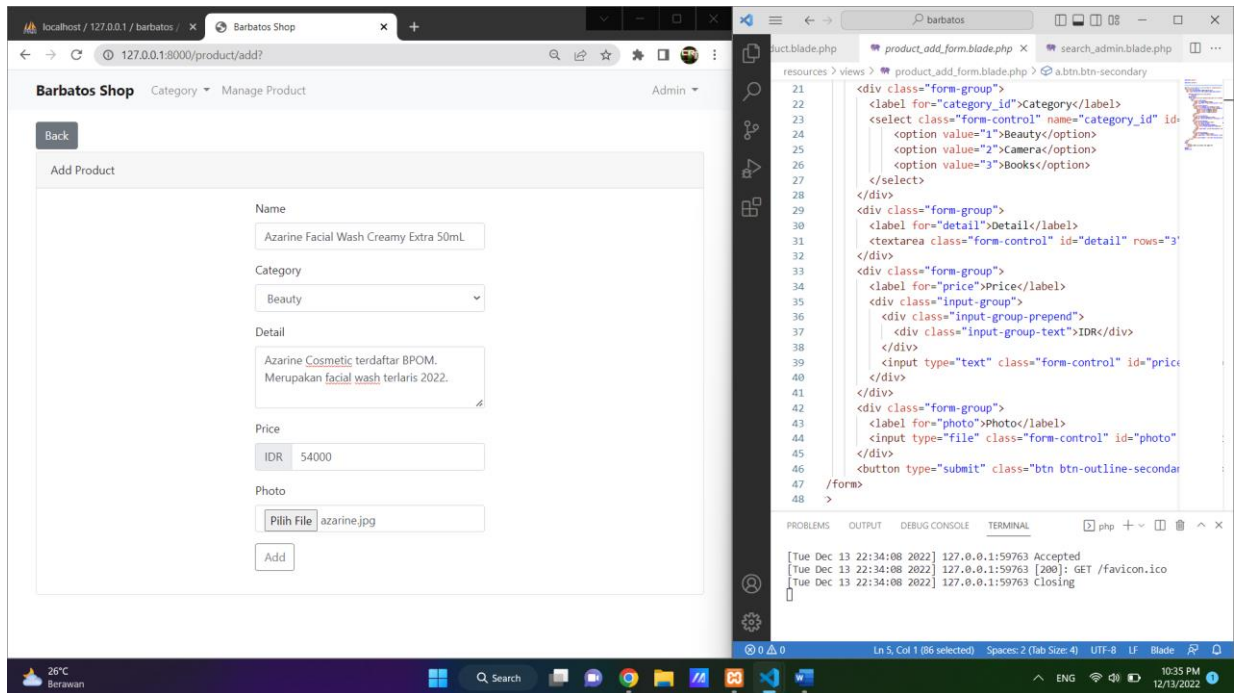 localhost / 127.0.0.1 / barbatos /
Barbatos Shop
127.0.0.1:8000/product/add?
Barbatos Shop Category Manage Product Admin
Back
Add Product
Name
Azarine Facial Wash Creamy Extra 50mL
Category
Beauty
Detail
Azarine Cosmetic terdaftar BPOM.
Merupakan facial wash terlaris 2022.
Price
IDR 54000
Photo
Pilih File azarine.jpg
Add
barbatos
duct.blade.php product_add_form.blade.php search_admin.blade.php
resources > views > product_add_form.blade.php > a.btn.btn-secondary
21 <div class="form-group">
22 <label for="category_id">Category</label>
23 <select class="form-control" name="category_id" id=
24 <option value="1">Beauty</option>
25 <option value="2">Camera</option>
26 <option value="3">Books</option>
27 </select>
28 </div>
29 <div class="form-group">
30 <label for="detail">Detail</label>
31 <textarea class="form-control" id="detail" rows="3"
32 </div>
33 <div class="form-group">
34 <label for="price">Price</label>
35 <div class="input-group">
36 <div class="input-group-prepend">
37 <div class="input-group-text">IDR</div>
38 </div>
39 <input type="text" class="form-control" id="price
40 </div>
41 </div>
42 <div class="form-group">
43 <label for="photo">Photo</label>
44 <input type="file" class="form-control" id="photo"
45 </div>
46 <button type="submit" class="btn btn-outline-secondar
47 /form>
48 >
PROBLEMS OUTPUT DEBUG CONSOLE TERMINAL php
[Tue Dec 13 22:34:08 2022] 127.0.0.1:59763 Accepted
[Tue Dec 13 22:34:08 2022] 127.0.0.1:59763 [200]: GET /favicon.ico
[Tue Dec 13 22:34:08 2022] 127.0.0.1:59763 Closing
0 0 Ln 5, Col 1 (86 selected) Spaces: 2 (Tab Size: 4) UTF-8 LF Blade
26°C
Berawan
Search
ENG
10:35 PM
12/13/2022
1